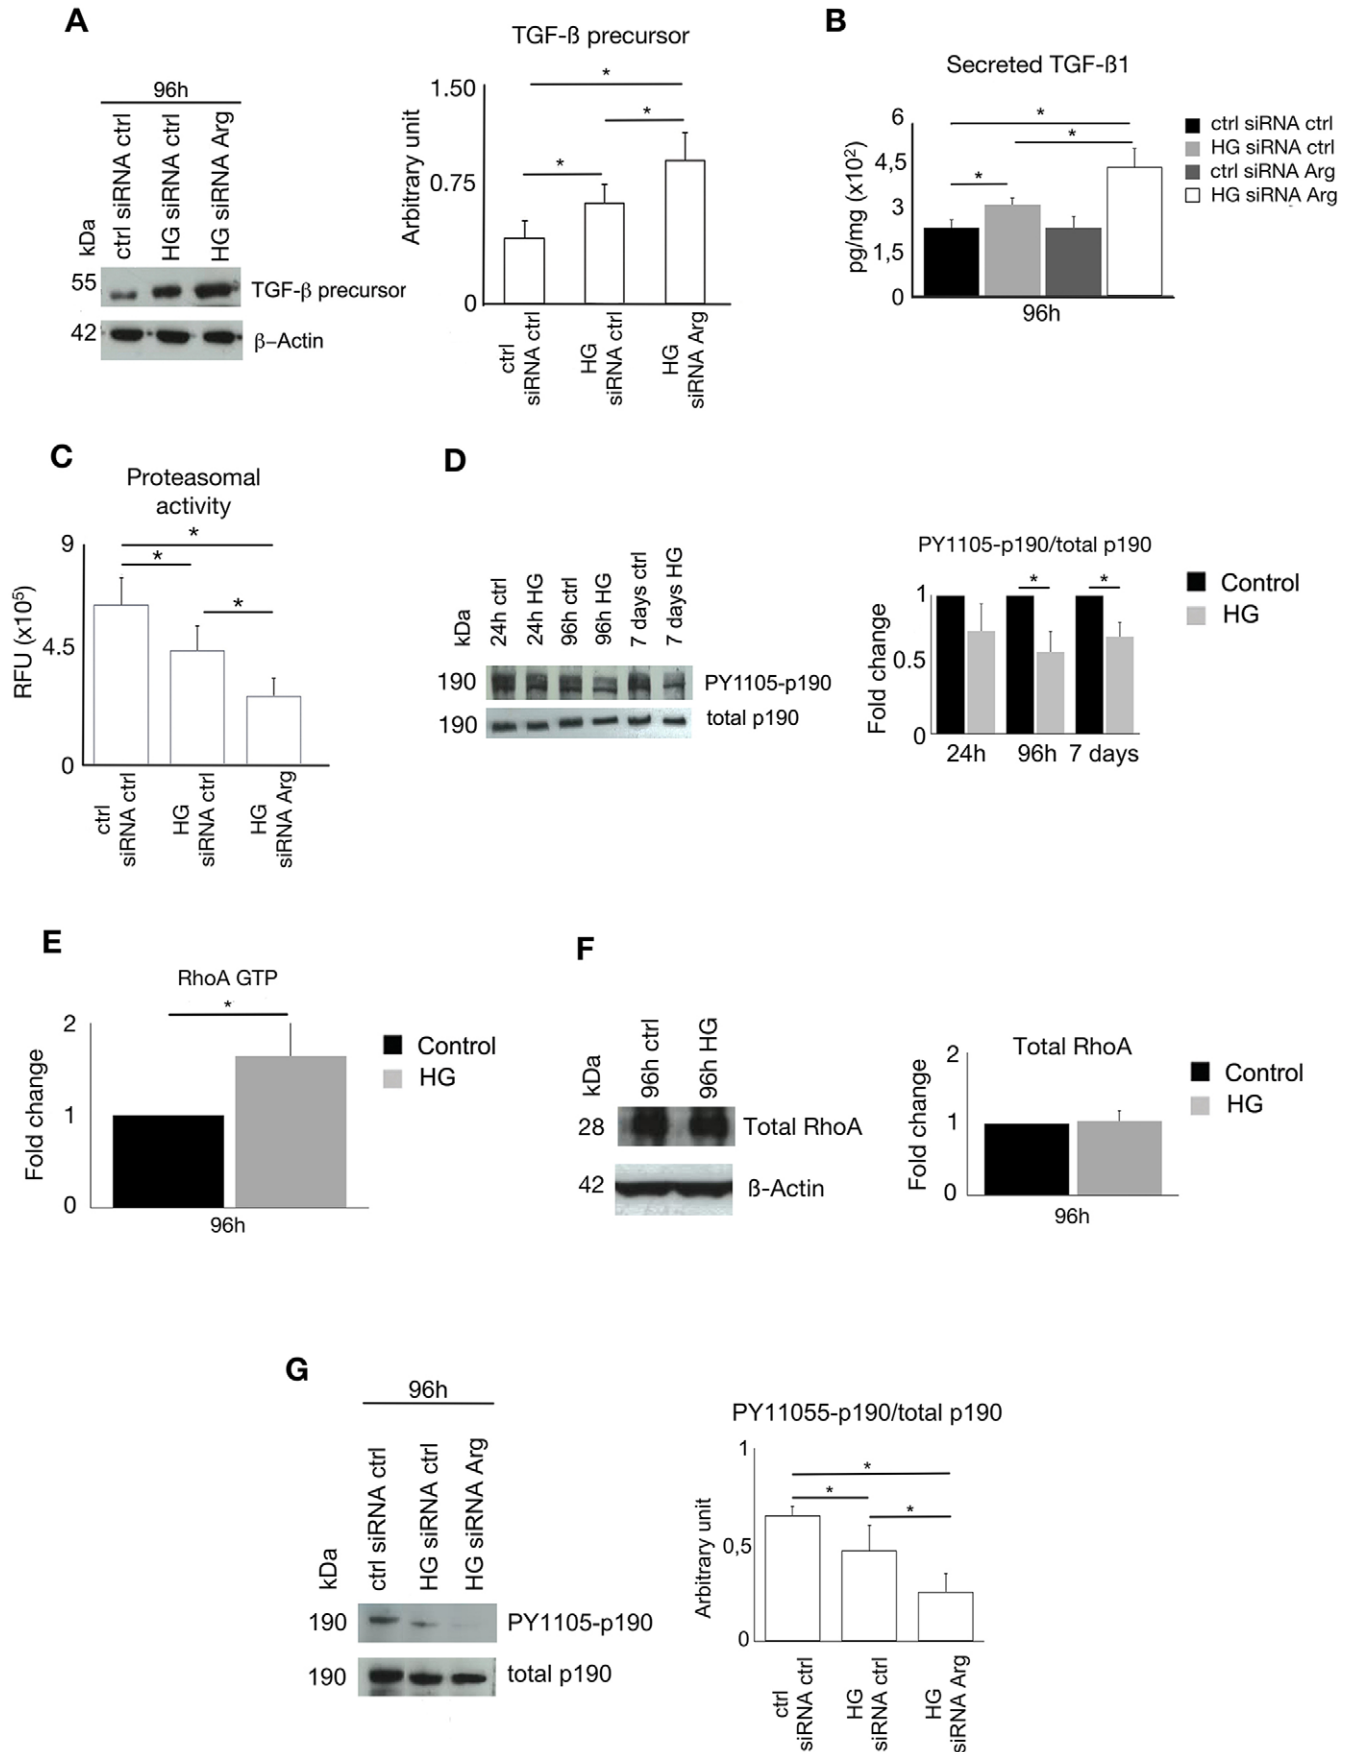 A
96h
kDa
ctrl siRNA ctrl
HG siRNA ctrl
HG siRNA Arg
55
TGF-β precursor
42
β–Actin
TGF-ß precursor
Arbitrary unit
1.50
0.75
0
*
*
*
ctrl
siRNA ctrl
HG
siRNA ctrl
HG
siRNA Arg
B
Secreted TGF-ß1
pg/mg (x10²)
6
4,5
3
1,5
0
*
*
*
96h
ctrl siRNA ctrl
HG siRNA ctrl
ctrl siRNA Arg
HG siRNA Arg
C
Proteasomal
activity
RFU (x10⁵)
9
4.5
0
*
*
*
ctrl
siRNA ctrl
HG
siRNA ctrl
HG
siRNA Arg
D
kDa
24h ctrl
24h HG
96h ctrl
96h HG
7 days ctrl
7 days HG
190
PY1105-p190
190
total p190
PY1105-p190/total p190
Fold change
1
0.5
0
*
*
24h
96h
7 days
Control
HG
E
RhoA GTP
Fold change
2
1
0
*
96h
Control
HG
F
kDa
96h ctrl
96h HG
28
Total RhoA
42
ß-Actin
Total RhoA
Fold change
2
1
0
96h
Control
HG
G
96h
kDa
ctrl siRNA ctrl
HG siRNA ctrl
HG siRNA Arg
190
PY1105-p190
190
total p190
PY11055-p190/total p190
Arbitrary unit
1
0,5
0
*
*
*
ctrl
siRNA ctrl
HG
siRNA ctrl
HG
siRNA Arg